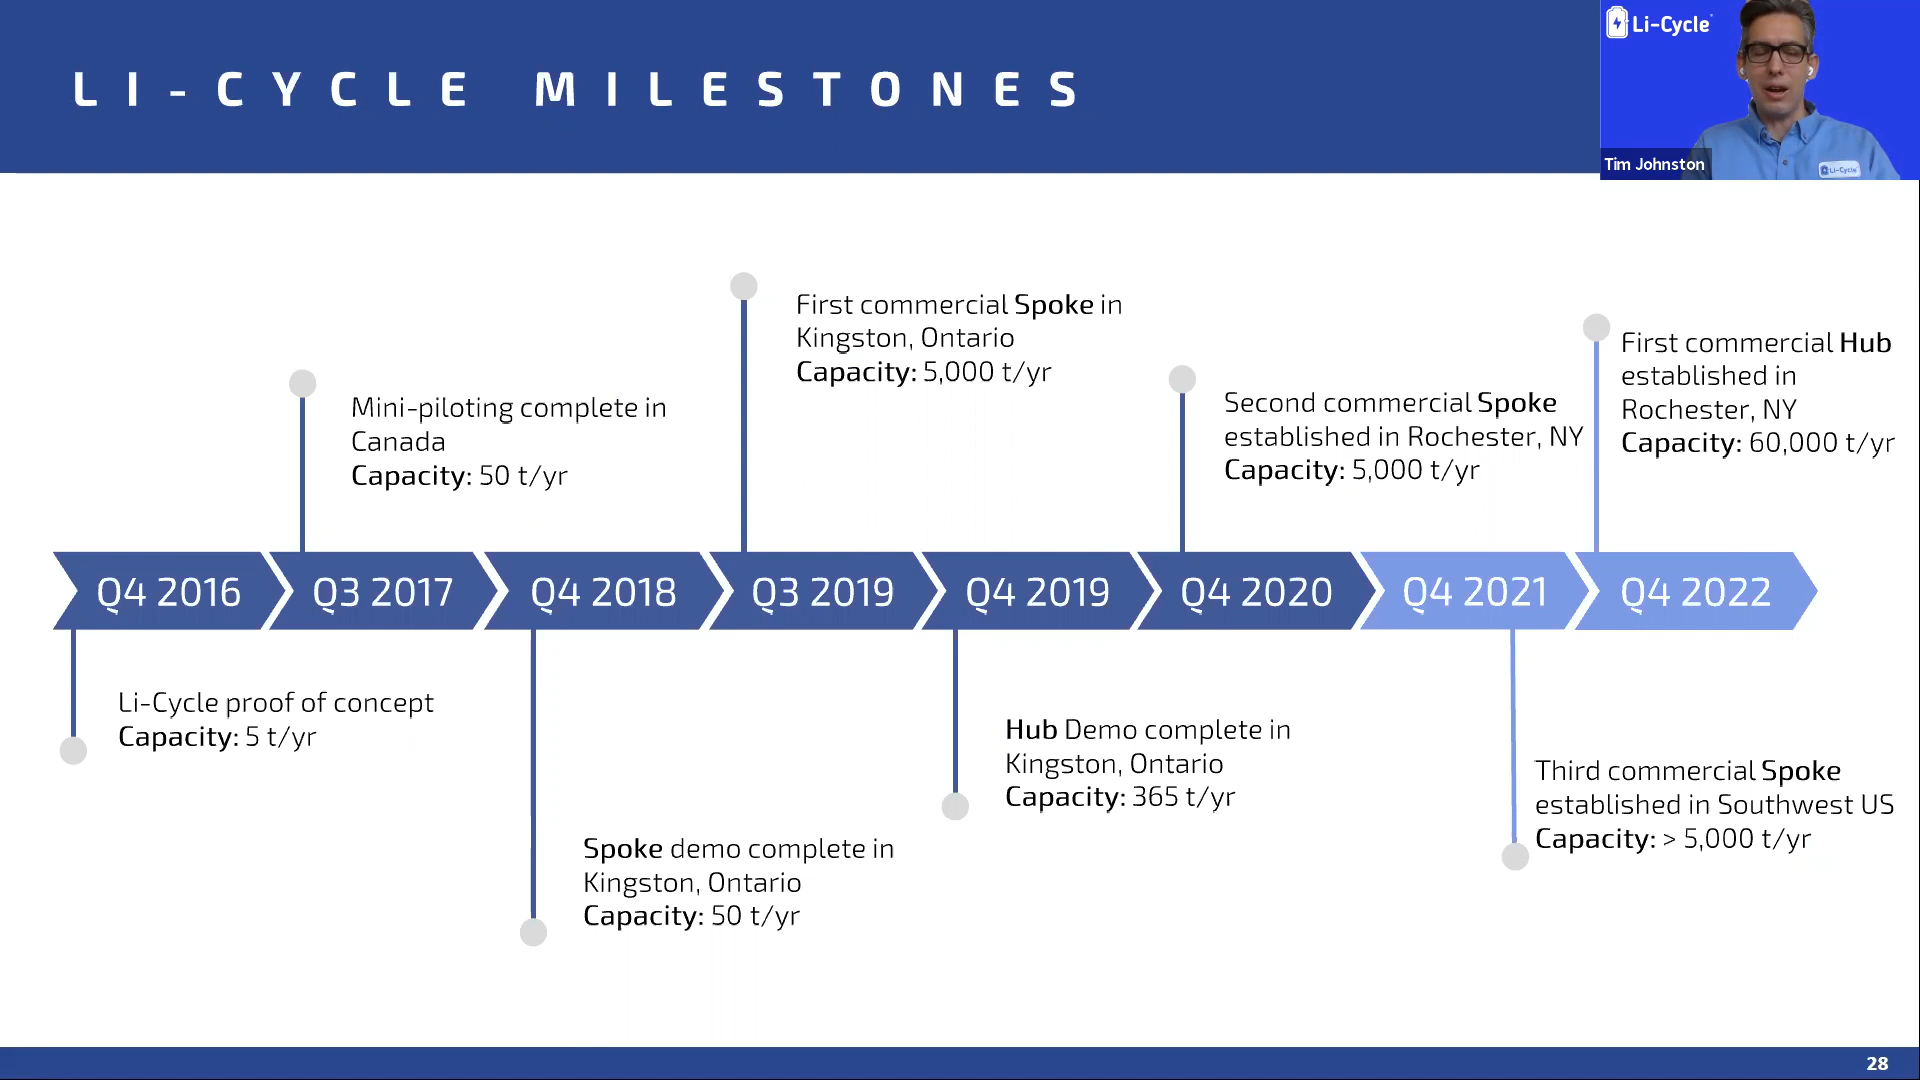 LI-CYCLE MILESTONES
Li-Cycle
Tim Johnston
Li-Cycle
First commercial Spoke in
Kingston, Ontario
Capacity: 5,000 t/yr
First commercial Hub
established in
Rochester, NY
Capacity: 60,000 t/yr
Mini-piloting complete in
Canada
Capacity: 50 t/yr
Second commercial Spoke
established in Rochester, NY
Capacity: 5,000 t/yr
Q4 2016
Q3 2017
Q4 2018
Q3 2019
Q4 2019
Q4 2020
Q4 2021
Q4 2022
Li-Cycle proof of concept
Capacity: 5 t/yr
Hub Demo complete in
Kingston, Ontario
Capacity: 365 t/yr
Third commercial Spoke
established in Southwest US
Capacity: > 5,000 t/yr
Spoke demo complete in
Kingston, Ontario
Capacity: 50 t/yr
28